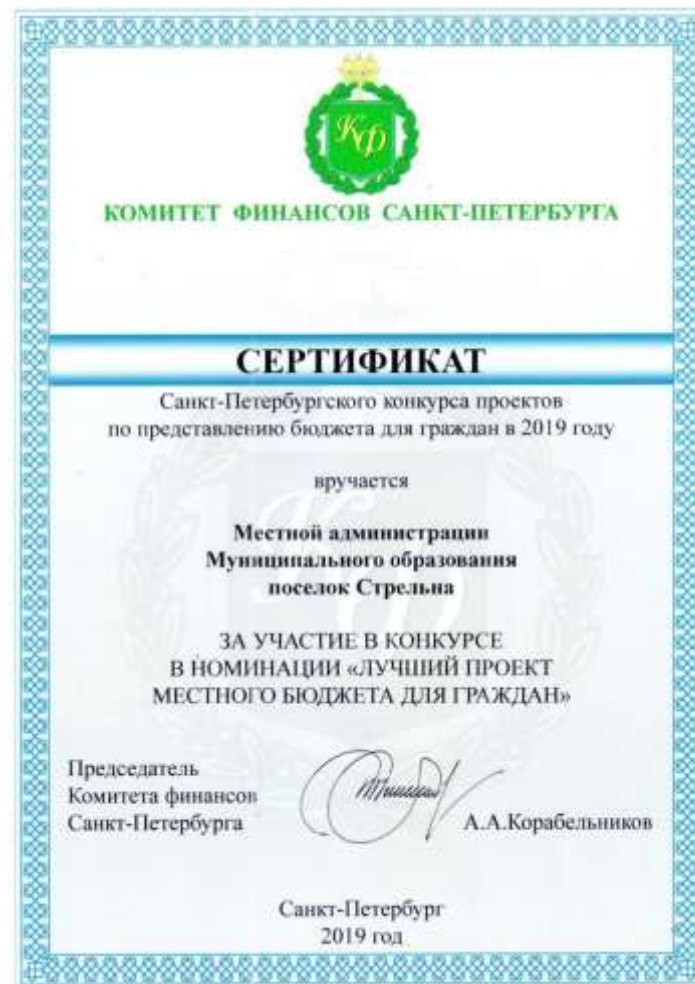 КФ
КОМИТЕТ ФИНАНСОВ САНКТ-ПЕТЕРБУРГА
СЕРТИФИКАТ
Санкт-Петербургского конкурса проектов
по представлению бюджета для граждан в 2019 году
вручается
Местной администрации
Муниципального образования
поселок Стрельна
ЗА УЧАСТИЕ В КОНКУРСЕ
В НОМИНАЦИИ «ЛУЧШИЙ ПРОЕКТ
МЕСТНОГО БЮДЖЕТА ДЛЯ ГРАЖДАН»
Председатель
Комитета финансов
Санкт-Петербурга
А.А.Корабельников
Санкт-Петербург
2019 год